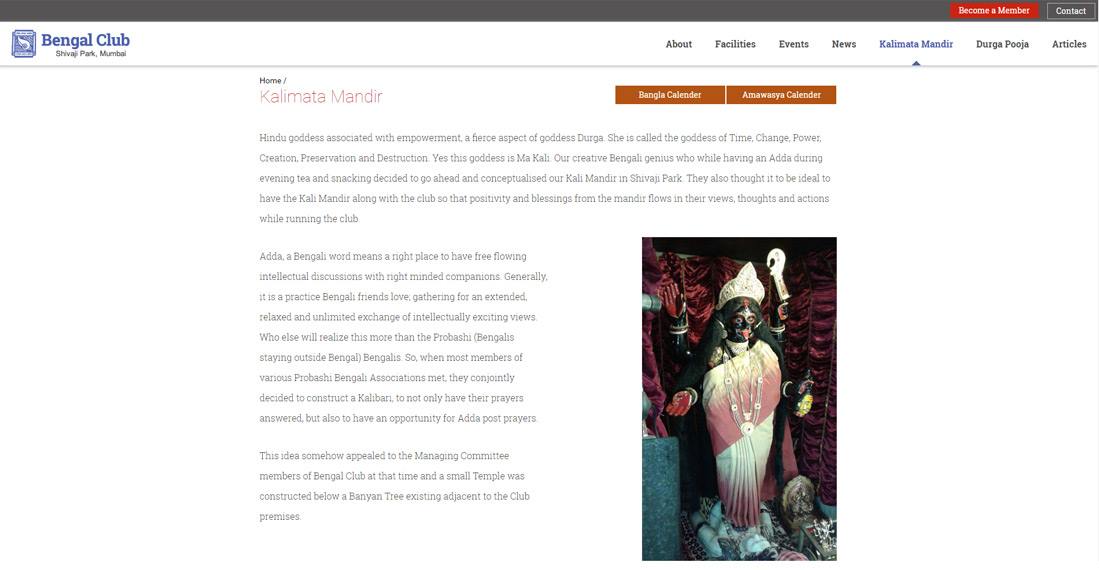 Become a Member Contact
Bengal Club
Shivaji Park, Mumbai
About Facilities Events News Kalimata Mandir Durga Pooja Articles
Home /
Kalimata Mandir
Bangla Calender Amawasya Calender
Hindu goddess associated with empowerment, a fierce aspect of goddess Durga. She is called the goddess of Time, Change, Power,
Creation, Preservation and Destruction. Yes this goddess is Ma Kali. Our creative Bengali genius who while having an Adda during
evening tea and snacking decided to go ahead and conceptualised our Kali Mandir in Shivaji Park. They also thought it to be ideal to
have the Kali Mandir along with the club so that positivity and blessings from the mandir flows in their views, thoughts and actions
while running the club.
Adda, a Bengali word means a right place to have free flowing
intellectual discussions with right minded companions. Generally,
it is a practice Bengali friends love; gathering for an extended,
relaxed and unlimited exchange of intellectually exciting views.
Who else will realize this more than the Probashi (Bengalis
staying outside Bengal) Bengalis. So, when most members of
various Probashi Bengali Associations met, they conjointly
decided to construct a Kalibari, to not only have their prayers
answered, but also to have an opportunity for Adda post prayers.
This idea somehow appealed to the Managing Committee
members of Bengal Club at that time and a small Temple was
constructed below a Banyan Tree existing adjacent to the Club
premises.